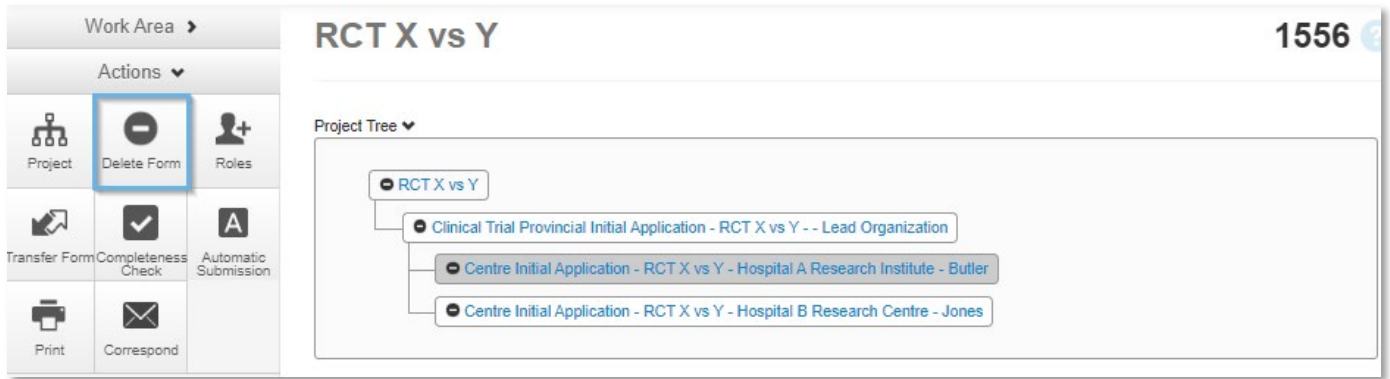 Work Area
Actions
Project
Delete Form
Roles
Transfer Form
Completeness
Check
Automatic
Submission
Print
Correspond
RCT X vs Y
1556 ?
Project Tree
RCT X vs Y
Clinical Trial Provincial Initial Application - RCT X vs Y - - Lead Organization
Centre Initial Application - RCT X vs Y - Hospital A Research Institute - Butler
Centre Initial Application - RCT X vs Y - Hospital B Research Centre - Jones